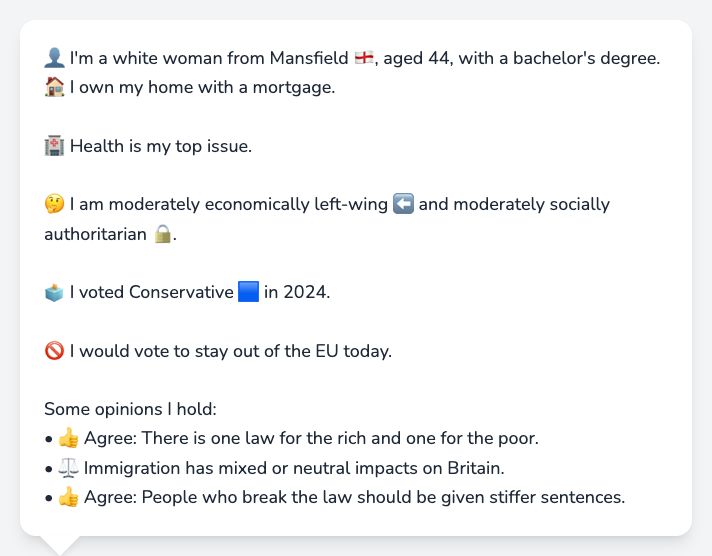 👤 I'm a white woman from Mansfield 🏴󠁧󠁢󠁥󠁮󠁧󠁿, aged 44, with a bachelor's degree.
🏠 I own my home with a mortgage.
🏥 Health is my top issue.
🤔 I am moderately economically left-wing ⬅️ and moderately socially
authoritarian 🔒.
🗳️ I voted Conservative 🟦 in 2024.
🚫 I would vote to stay out of the EU today.
Some opinions I hold:
• 👍 Agree: There is one law for the rich and one for the poor.
• ⚖️ Immigration has mixed or neutral impacts on Britain.
• 👍 Agree: People who break the law should be given stiffer sentences.